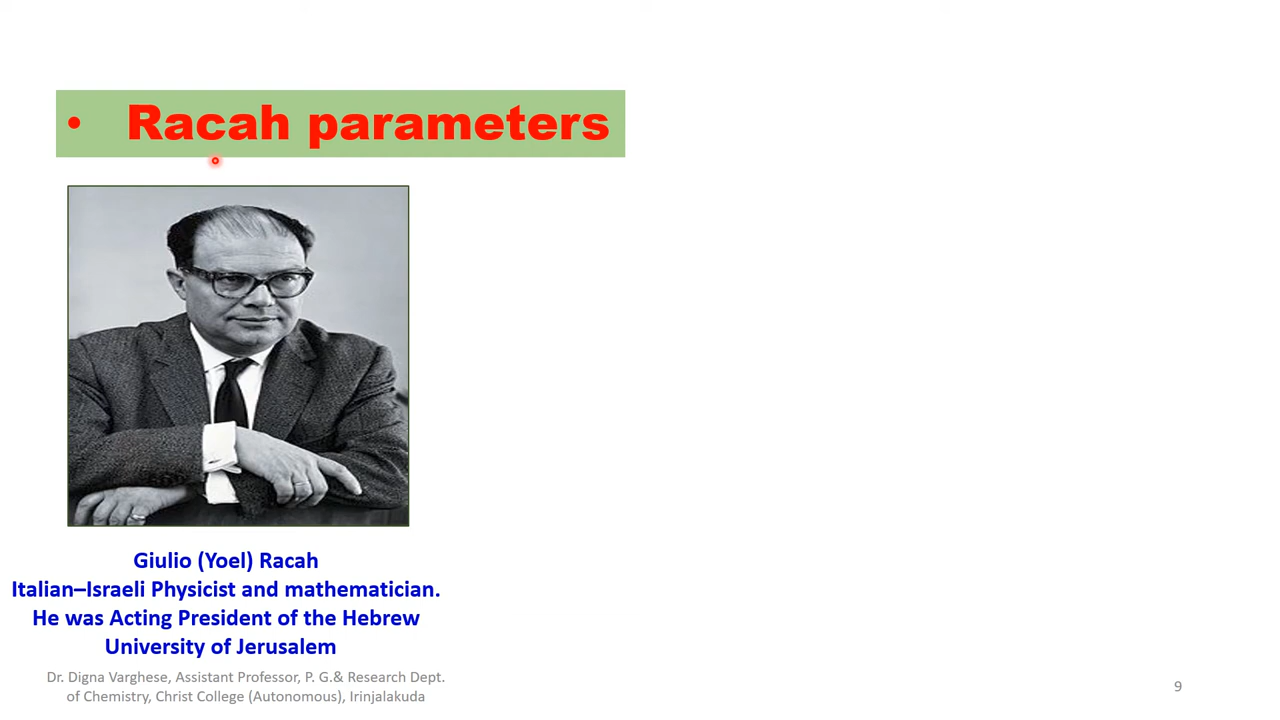 • Racah parameters
Giulio (Yoel) Racah
Italian–Israeli Physicist and mathematician.
He was Acting President of the Hebrew
University of Jerusalem
Dr. Digna Varghese, Assistant Professor, P. G.& Research Dept.
of Chemistry, Christ College (Autonomous), Irinjalakuda
9